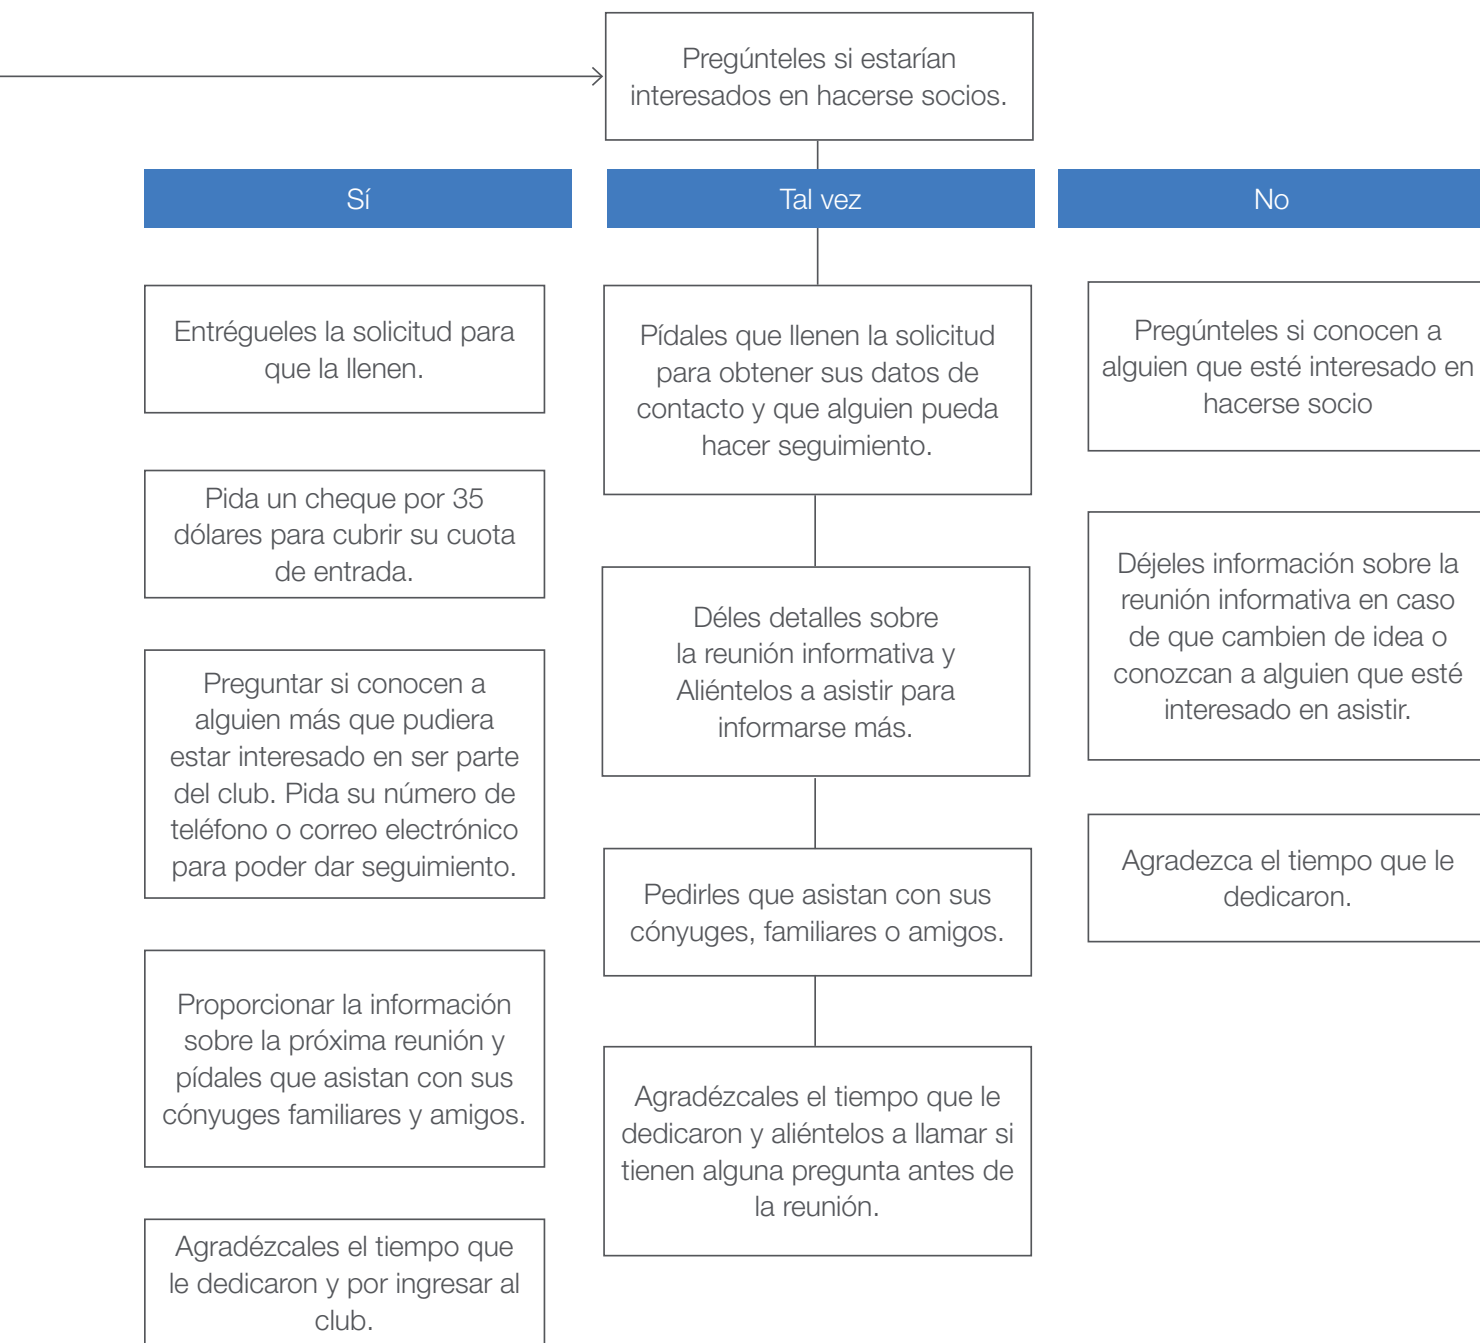 Pregúnteles si estarían
interesados en hacerse socios.
Sí
Tal vez
No
Entrégueles la solicitud para
que la llenen.
Pida un cheque por 35
dólares para cubrir su cuota
de entrada.
Preguntar si conocen a
alguien más que pudiera
estar interesado en ser parte
del club. Pida su número de
teléfono o correo electrónico
para poder dar seguimiento.
Proporcionar la información
sobre la próxima reunión y
pídales que asistan con sus
cónyuges familiares y amigos.
Agradézcales el tiempo que
le dedicaron y por ingresar al
club.
Pídales que llenen la solicitud
para obtener sus datos de
contacto y que alguien pueda
hacer seguimiento.
Déles detalles sobre
la reunión informativa y
Aliéntelos a asistir para
informarse más.
Pedirles que asistan con sus
cónyuges, familiares o amigos.
Agradézcales el tiempo que le
dedicaron y aliéntelos a llamar si
tienen alguna pregunta antes de
la reunión.
Pregúnteles si conocen a
alguien que esté interesado en
hacerse socio
Déjeles información sobre la
reunión informativa en caso
de que cambien de idea o
conozcan a alguien que esté
interesado en asistir.
Agradezca el tiempo que le
dedicaron.